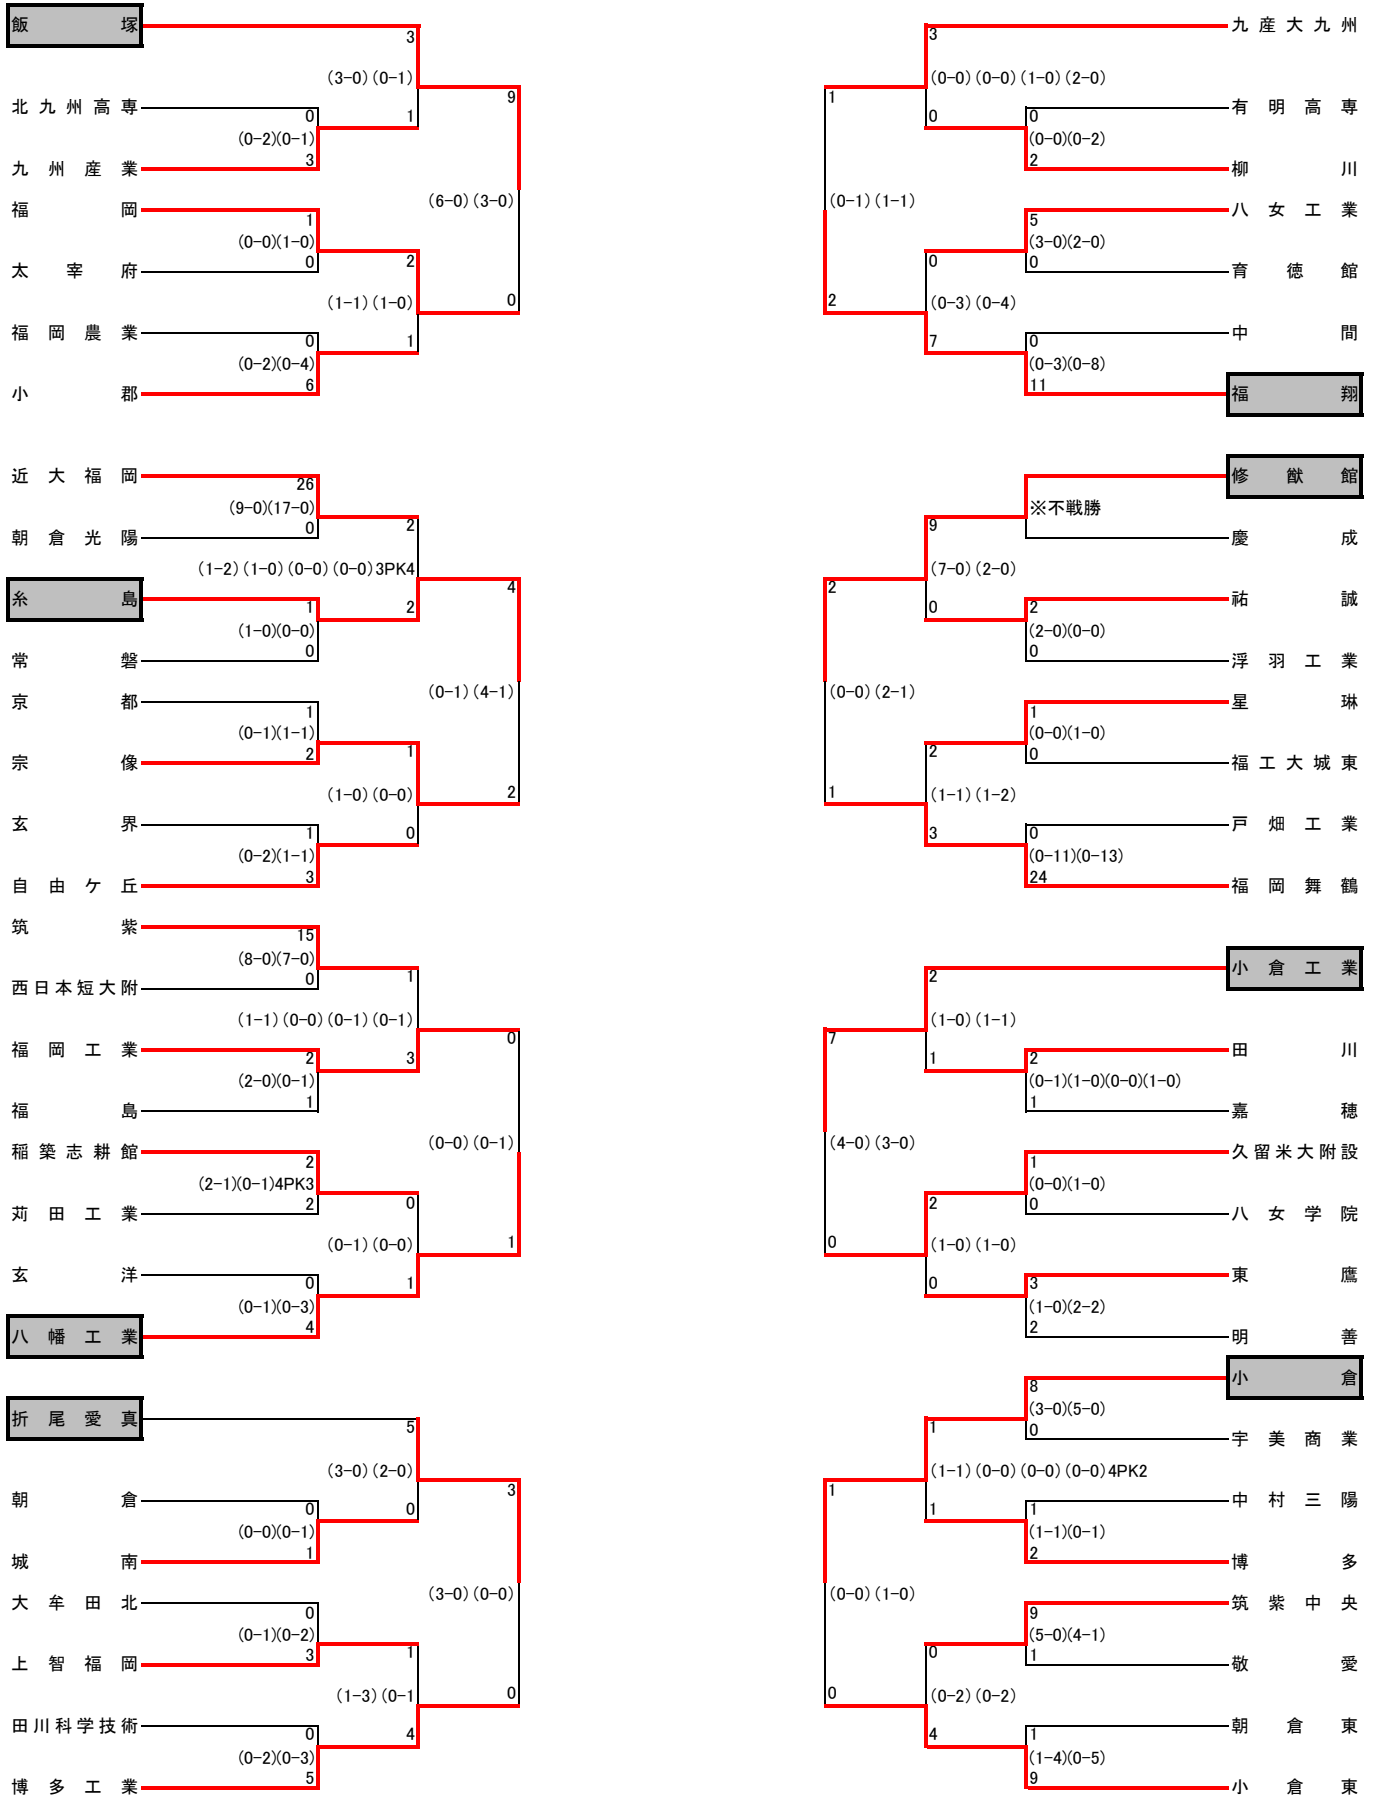 飯塚
3
(3-0)(0-1)
9
北九州高専
0
1
(0-2)(0-1)
九州産業
3
(6-0)(3-0)
福岡
1
(0-0)(1-0)
太宰府
0
2
(1-1)(1-0)
0
福岡農業
0
1
(0-2)(0-4)
小郡
6
近大福岡
26
(9-0)(17-0)
朝倉光陽
0
2
(1-2)(1-0)(0-0)(0-0)3PK4
4
糸島
1
2
(1-0)(0-0)
常磐
0
(0-1)(4-1)
京都
1
(0-1)(1-1)
宗像
2
1
(1-0)(0-0)
2
玄界
1
0
(0-2)(1-1)
自由ケ丘
3
筑紫
15
(8-0)(7-0)
西日本短大附
0
1
(1-1)(0-0)(0-1)(0-1)
0
福岡工業
2
3
(2-0)(0-1)
福島
1
(0-0)(0-1)
稲築志耕館
2
(2-1)(0-1)4PK3
苅田工業
2
0
(0-1)(0-0)
1
玄洋
0
1
(0-1)(0-3)
八幡工業
4
折尾愛真
5
(3-0)(2-0)
3
朝倉
0
0
(0-0)(0-1)
城南
1
(3-0)(0-0)
大牟田北
0
(0-1)(0-2)
上智福岡
3
1
(1-3)(0-1
0
田川科学技術
0
4
(0-2)(0-3)
博多工業
5
九産大九州
3
(0-0)(0-0)(1-0)(2-0)
1
有明高専
0
0
(0-0)(0-2)
柳川
2
(0-1)(1-1)
八女工業
5
(3-0)(2-0)
育徳館
0
0
(0-3)(0-4)
2
中間
0
7
(0-3)(0-8)
福翔
11
修猷館
※不戦勝
慶成
9
(7-0)(2-0)
2
祐誠
2
0
(2-0)(0-0)
浮羽工業
0
(0-0)(2-1)
星琳
1
(0-0)(1-0)
福工大城東
0
2
(1-1)(1-2)
1
戸畑工業
0
3
(0-11)(0-13)
福岡舞鶴
24
小倉工業
2
(1-0)(1-1)
7
田川
2
1
(0-1)(1-0)(0-0)(1-0)
嘉穂
1
(4-0)(3-0)
久留米大附設
1
(0-0)(1-0)
八女学院
0
2
(1-0)(1-0)
0
東鷹
3
0
(1-0)(2-2)
明善
2
小倉
8
(3-0)(5-0)
宇美商業
0
1
(1-1)(0-0)(0-0)(0-0)4PK2
1
中村三陽
1
1
(1-1)(0-1)
博多
2
(0-0)(1-0)
筑紫中央
9
(5-0)(4-1)
敬愛
1
0
(0-2)(0-2)
0
朝倉東
1
4
(1-4)(0-5)
小倉東
9